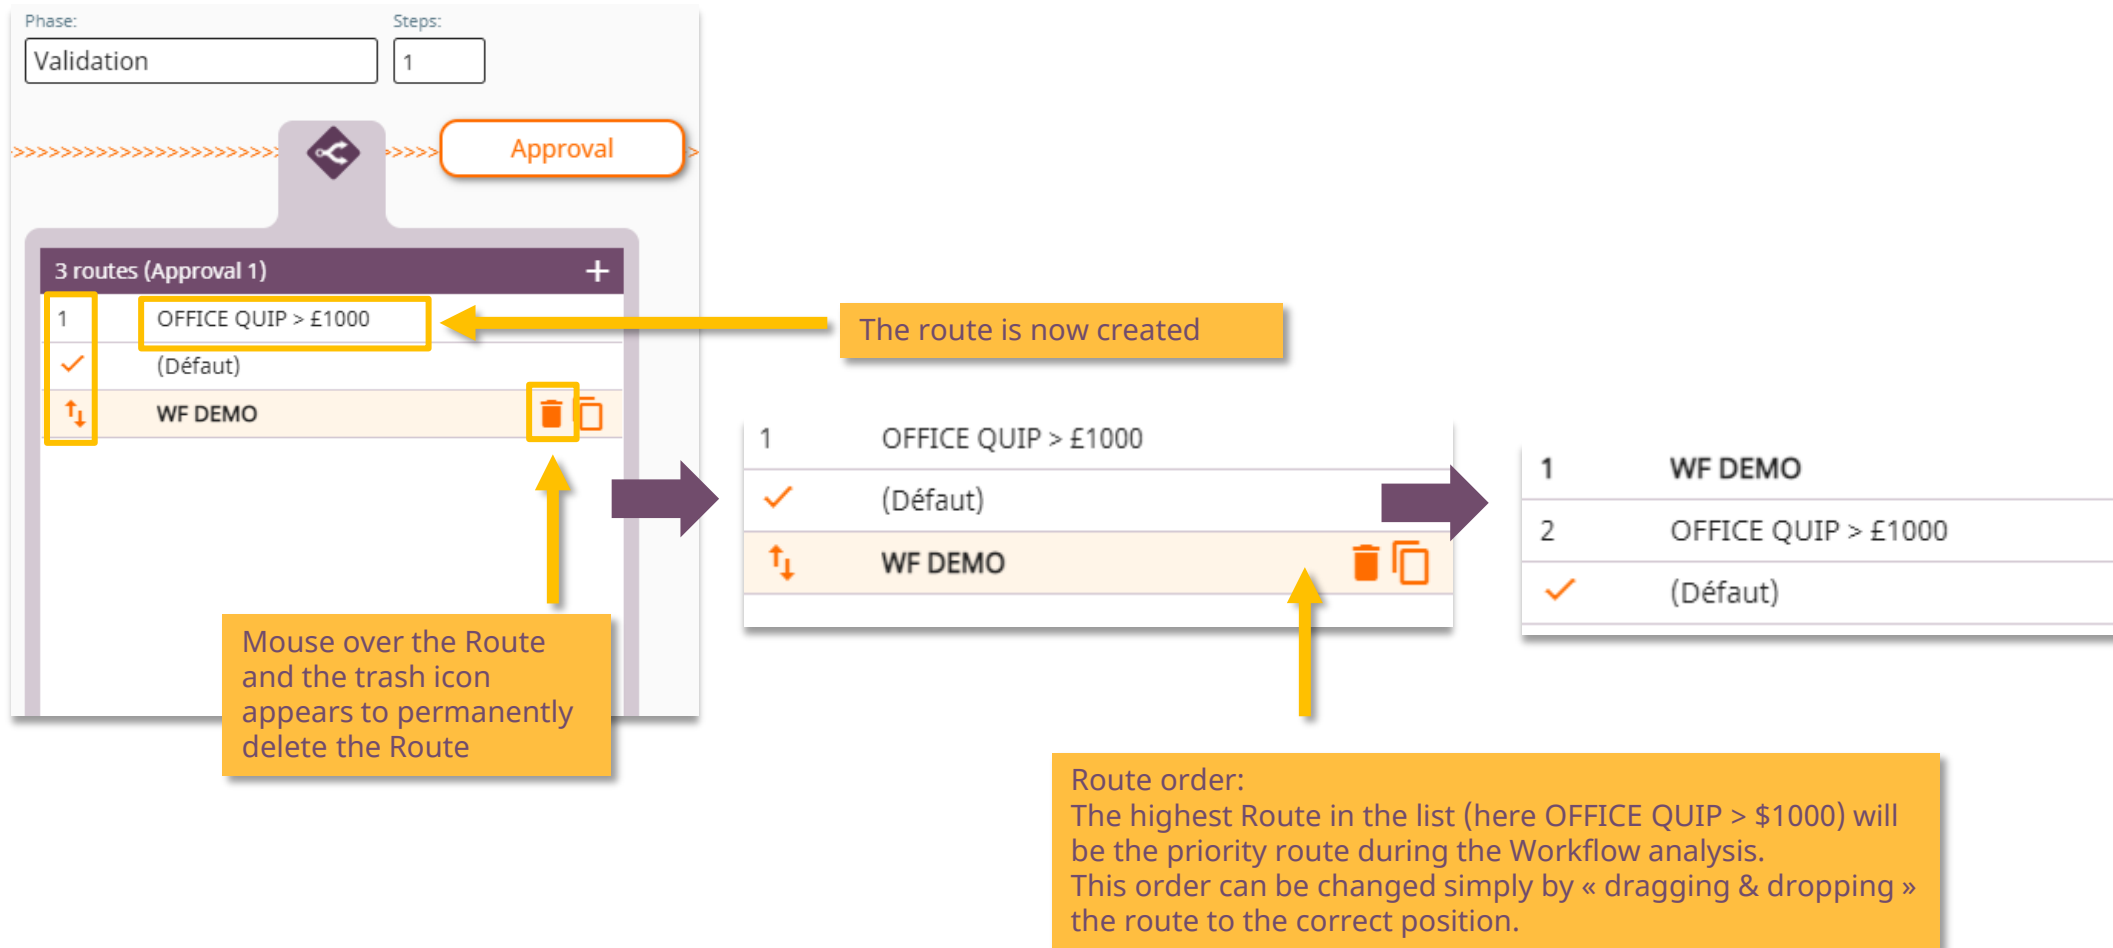 Phase:
Steps:
Validation
1
Approval
3 routes (Approval 1)
1 OFFICE QUIP > £1000
(Défaut)
WF DEMO
The route is now created
Mouse over the Route
and the trash icon
appears to permanently
delete the Route
1 OFFICE QUIP > £1000
(Défaut)
WF DEMO
1 WF DEMO
2 OFFICE QUIP > £1000
(Défaut)
Route order:
The highest Route in the list (here OFFICE QUIP > $1000) will
be the priority route during the Workflow analysis.
This order can be changed simply by « dragging & dropping »
the route to the correct position.